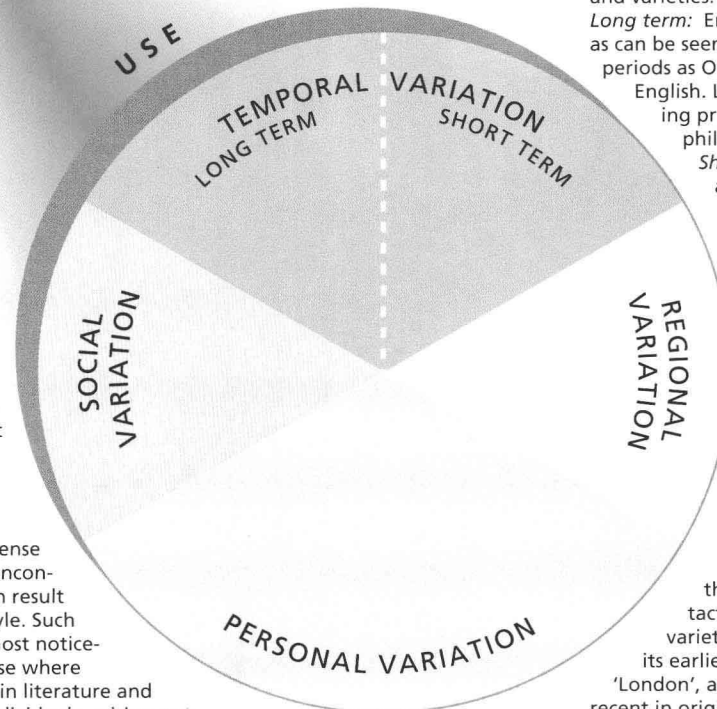 and varieties.
Long term: En
as can be seen
periods as O
English. L
ing pr
phil
Sh
a
USE
TEMPORAL VARIATION
LONG TERM
SHORT TERM
SOCIAL
VARIATION
REGIONAL
VARIATION
t
ense
ncon-
n result
yle. Such
ost notice-
se where
in literature and
PERSONAL VARIATION
th
tac
variet
its earlie
'London', a
recent in orig